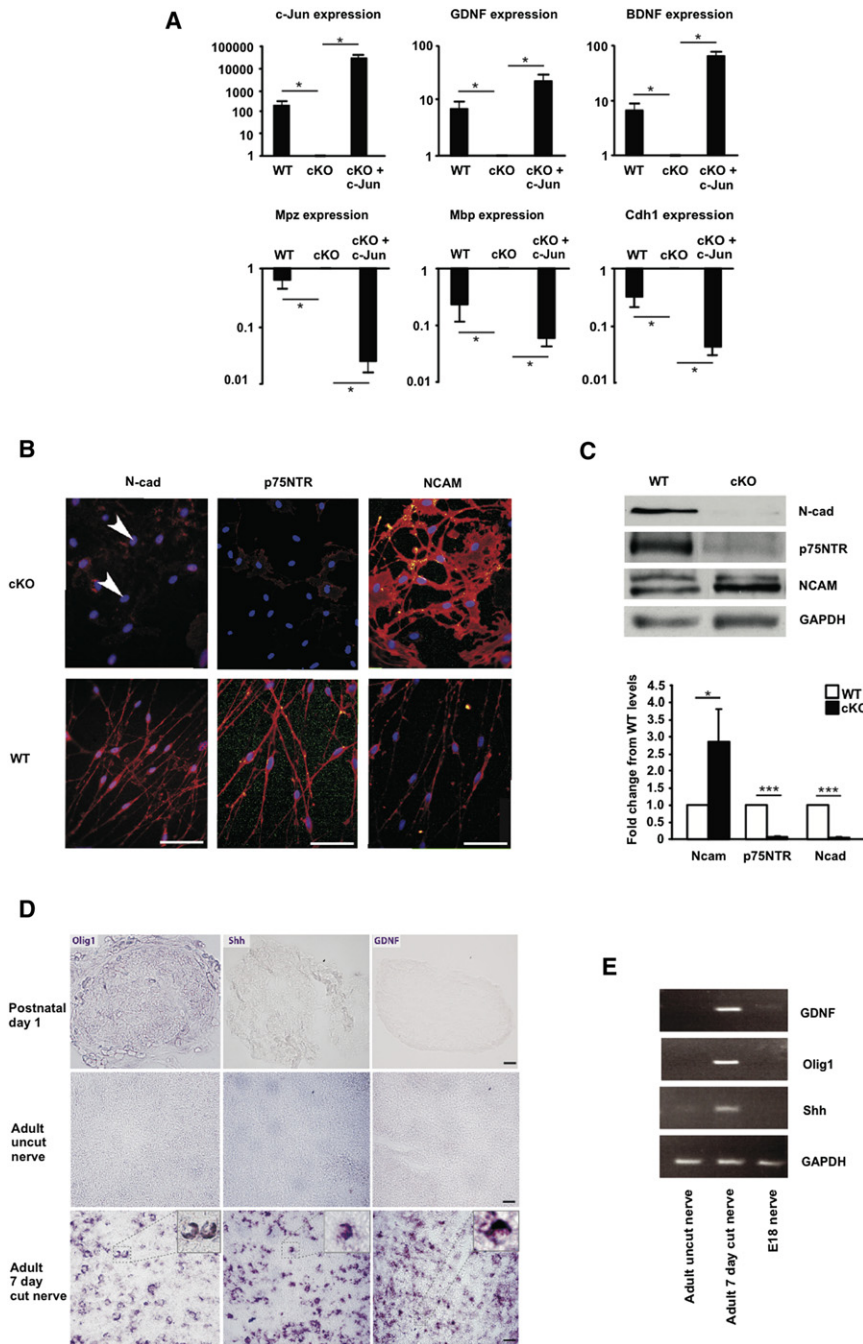 A
c-Jun expression
100000
10000
1000
100
10
1
*
*
WT
cKO
cKO +
c-Jun
GDNF expression
100
10
1
*
*
WT
cKO
cKO +
c-Jun
BDNF expression
100
10
1
*
*
WT
cKO
cKO +
c-Jun
Mpz expression
WT
cKO
cKO +
c-Jun
1
0.1
0.01
*
*
Mbp expression
WT
cKO
cKO +
c-Jun
1
0.1
0.01
*
*
Cdh1 expression
WT
cKO
cKO +
c-Jun
1
0.1
0.01
*
*
B
N-cad
p75NTR
NCAM
cKO
WT
C
WT
cKO
N-cad
p75NTR
NCAM
GAPDH
Fold change from WT levels
4.5
4.0
3.5
3.0
2.5
2.0
1.5
1.0
0.5
0
*
***
***
WT
cKO
Ncam
p75NTR
Ncad
D
Olig1
Shh
GDNF
Postnatal
day 1
Adult
uncut
nerve
Adult
7 day
cut nerve
E
GDNF
Olig1
Shh
GAPDH
Adult uncut nerve
Adult 7 day cut nerve
E18 nerve